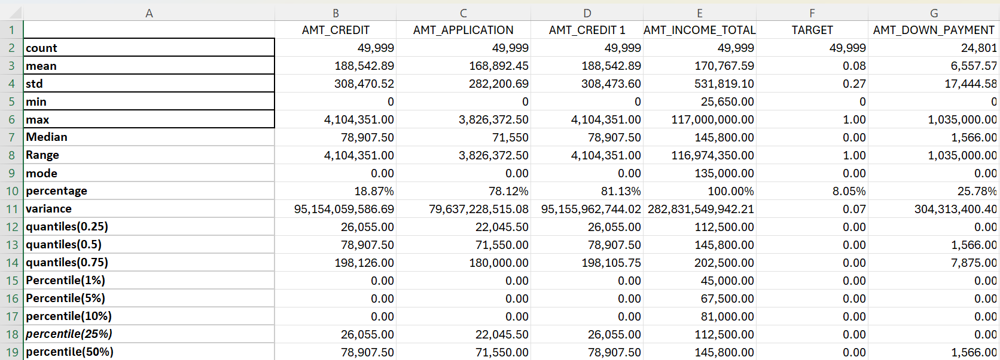 A B C D E F G
1 AMT_CREDIT AMT_APPLICATION AMT_CREDIT 1 AMT_INCOME_TOTAL TARGET AMT_DOWN_PAYMENT
2 count 49,999 49,999 49,999 49,999 49,999 24,801
3 mean 188,542.89 168,892.45 188,542.89 170,767.59 0.08 6,557.57
4 std 308,470.52 282,200.69 308,473.60 531,819.10 0.27 17,444.58
5 min 0 0 0 25,650.00 0 0
6 max 4,104,351.00 3,826,372.50 4,104,351.00 117,000,000.00 1.00 1,035,000.00
7 Median 78,907.50 71,550 78,907.50 145,800.00 0.00 1,566.00
8 Range 4,104,351.00 3,826,372.50 4,104,351.00 116,974,350.00 1.00 1,035,000.00
9 mode 0.00 0.00 0.00 135,000.00 0.00 0.00
10 percentage 18.87% 78.12% 81.13% 100.00% 8.05% 25.78%
11 variance 95,154,059,586.69 79,637,228,515.08 95,155,962,744.02 282,831,549,942.21 0.07 304,313,400.40
12 quantiles(0.25) 26,055.00 22,045.50 26,055.00 112,500.00 0.00 0.00
13 quantiles(0.5) 78,907.50 71,550.00 78,907.50 145,800.00 0.00 1,566.00
14 quantiles(0.75) 198,126.00 180,000.00 198,105.75 202,500.00 0.00 7,875.00
15 Percentile(1%) 0.00 0.00 0.00 45,000.00 0.00 0.00
16 Percentile(5%) 0.00 0.00 0.00 67,500.00 0.00 0.00
17 percentile(10%) 0.00 0.00 0.00 81,000.00 0.00 0.00
18 percentile(25%) 26,055.00 22,045.50 26,055.00 112,500.00 0.00 0.00
19 percentile(50%) 78,907.50 71,550.00 78,907.50 145,800.00 0.00 1,566.00